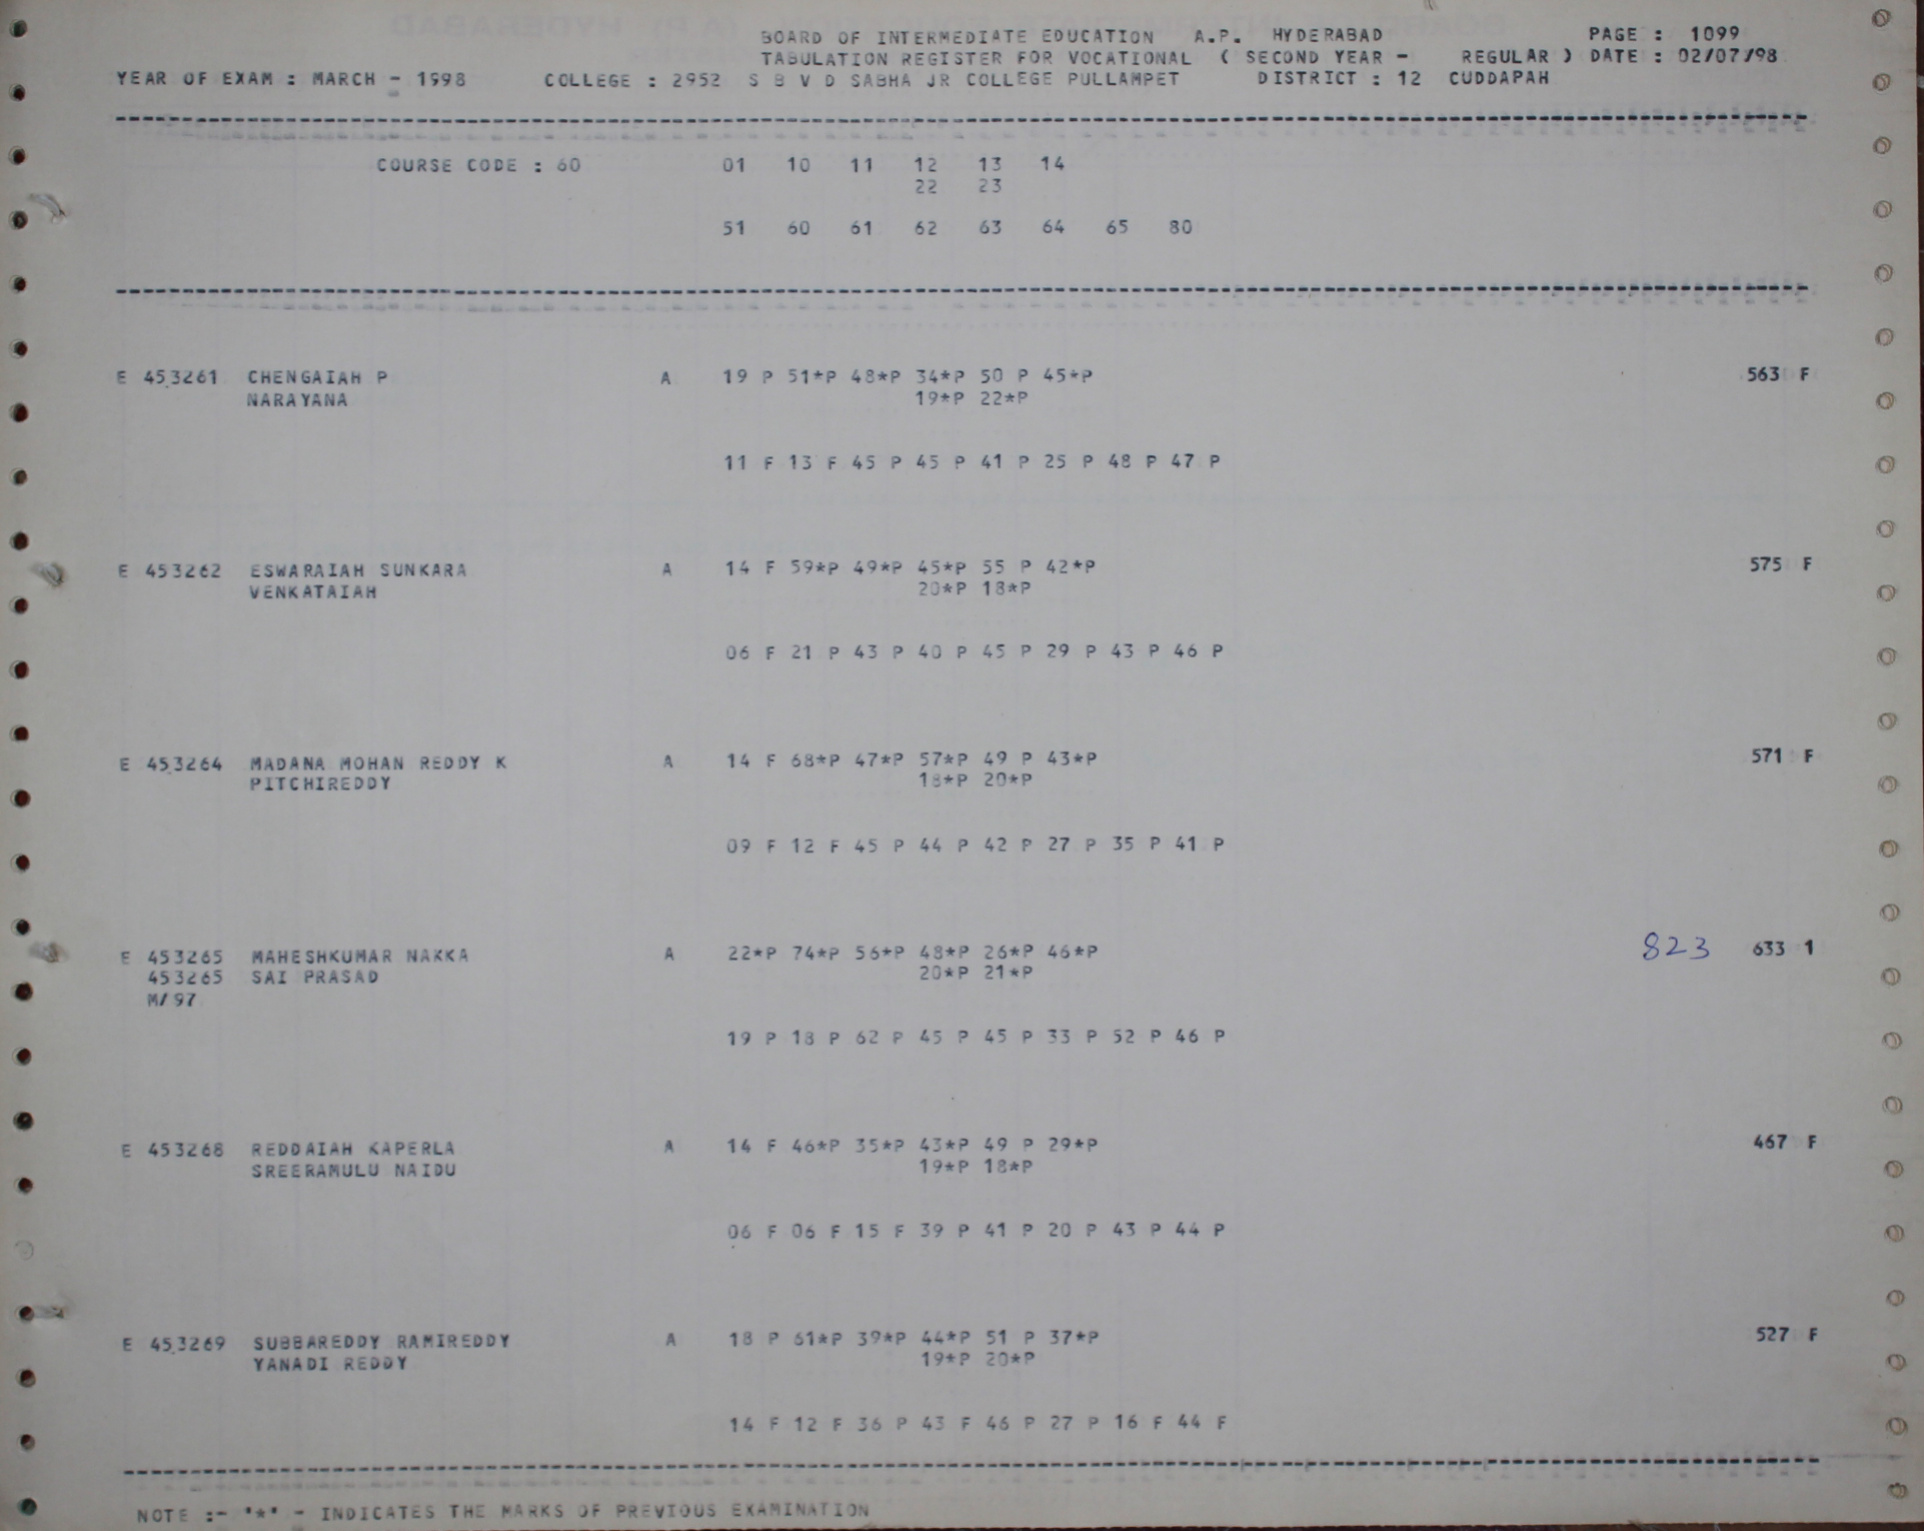 BOARD OF INTERMEDIATE EDUCATION A.P. HYDERABAD PAGE : 1099
TABULATION REGISTER FOR VOCATIONAL ( SECOND YEAR - REGULAR ) DATE : 02/07/98
YEAR OF EXAM : MARCH - 1998 COLLEGE : 2952 S B V D SABHA JR COLLEGE PULLAMPET DISTRICT : 12 CUDDAPAH
COURSE CODE : 60 01 10 11 12 13 14
22 23
51 60 61 62 63 64 65 80
E 453261 CHENGAIAH P A 19 P 51*P 48*P 34*P 50 P 45*P 563 F
NARAYANA 19*P 22*P
11 F 13 F 45 P 45 P 41 P 25 P 48 P 47 P
E 453262 ESWARAIAH SUNKARA A 14 F 59*P 49*P 45*P 55 P 42*P 575 F
VENKATAIAH 20*P 18*P
06 F 21 P 43 P 40 P 45 P 29 P 43 P 46 P
E 453264 MADANA MOHAN REDDY K A 14 F 68*P 47*P 57*P 49 P 43*P 571 F
PITCHIREDDY 18*P 20*P
09 F 12 F 45 P 44 P 42 P 27 P 35 P 41 P
E 453265 MAHESHKUMAR NAKKA A 22*P 74*P 56*P 48*P 26*P 46*P 823 633 1
453265 SAI PRASAD 20*P 21*P
M/97
19 P 18 P 62 P 45 P 45 P 33 P 52 P 46 P
E 453268 REDDAIAH KAPERLA A 14 F 46*P 35*P 43*P 49 P 29*P 467 F
SREERAMULU NAIDU 19*P 18*P
06 F 06 F 15 F 39 P 41 P 20 P 43 P 44 P
E 453269 SUBBAREDDY RAMIREDDY A 18 P 61*P 39*P 44*P 51 P 37*P 527 F
YANADI REDDY 19*P 20*P
14 F 12 F 36 P 43 F 46 P 27 P 16 F 44 F
NOTE :- '*' - INDICATES THE MARKS OF PREVIOUS EXAMINATION